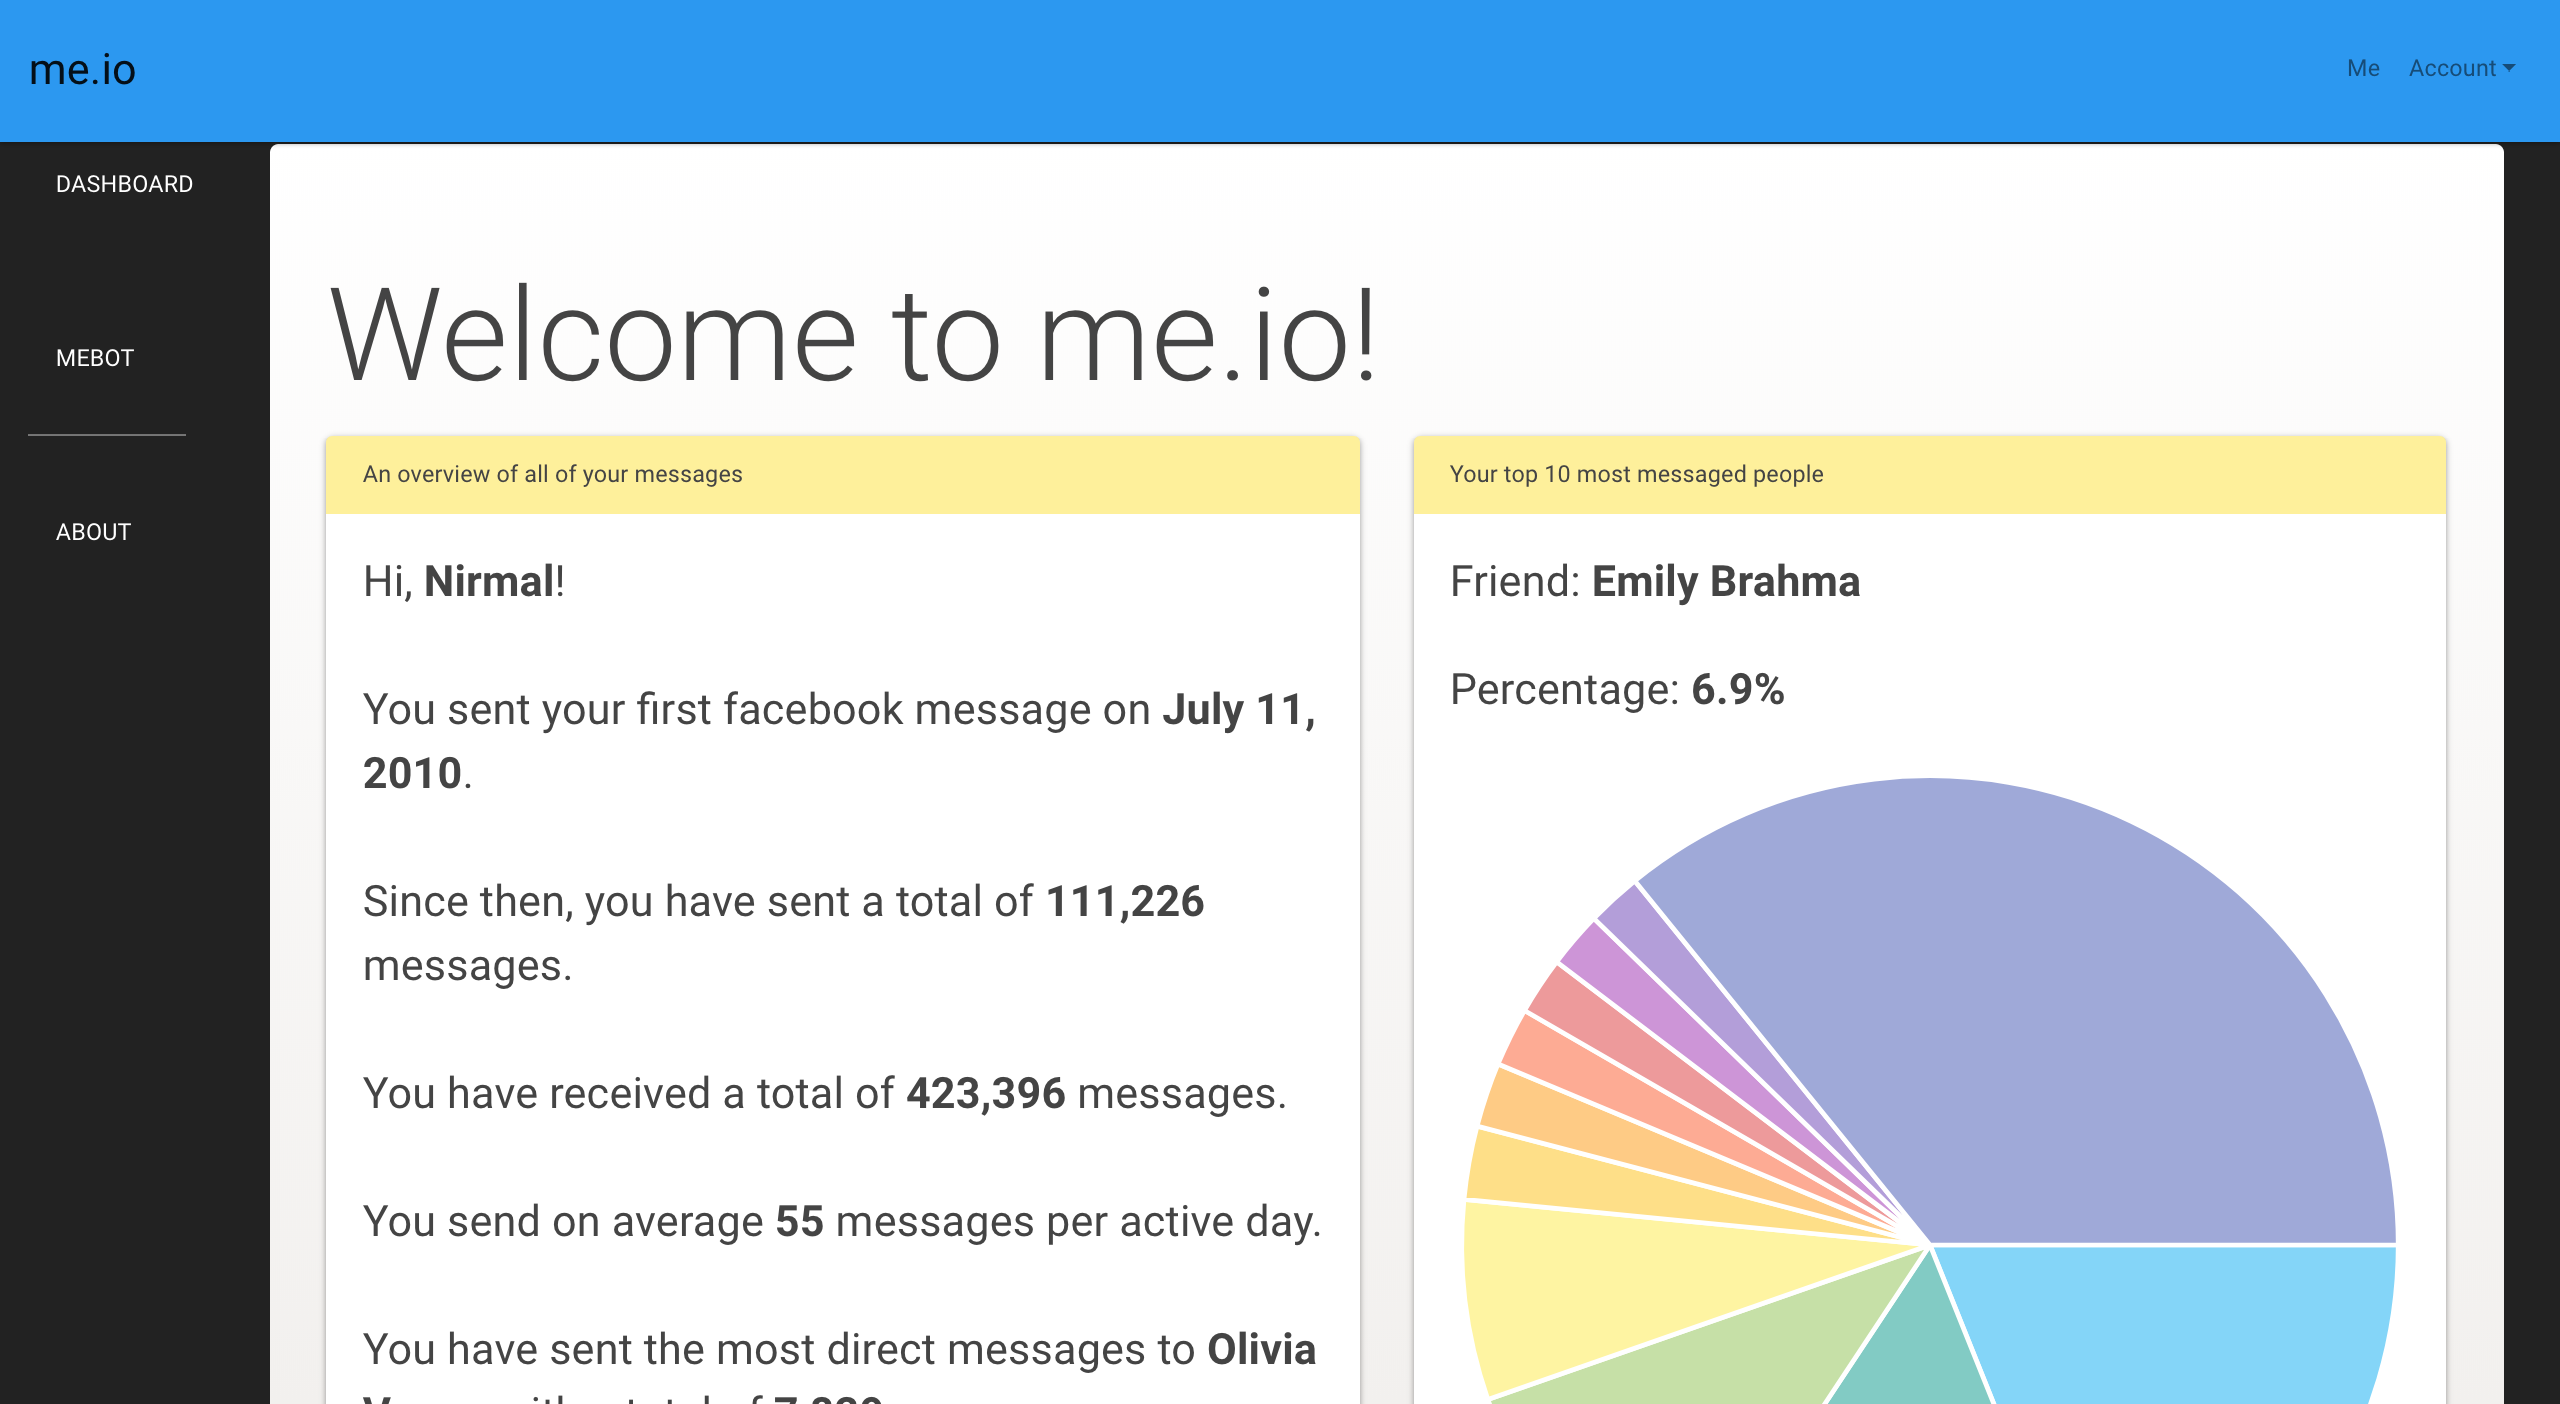 me.io
Me
Account
DASHBOARD
MEBOT
ABOUT
Welcome to me.io!
An overview of all of your messages
Hi, Nirmal!
You sent your first facebook message on July 11,
2010.
Since then, you have sent a total of 111,226
messages.
You have received a total of 423,396 messages.
You send on average 55 messages per active day.
You have sent the most direct messages to Olivia
total of
Your top 10 most messaged people
Friend: Emily Brahma
Percentage: 6.9%